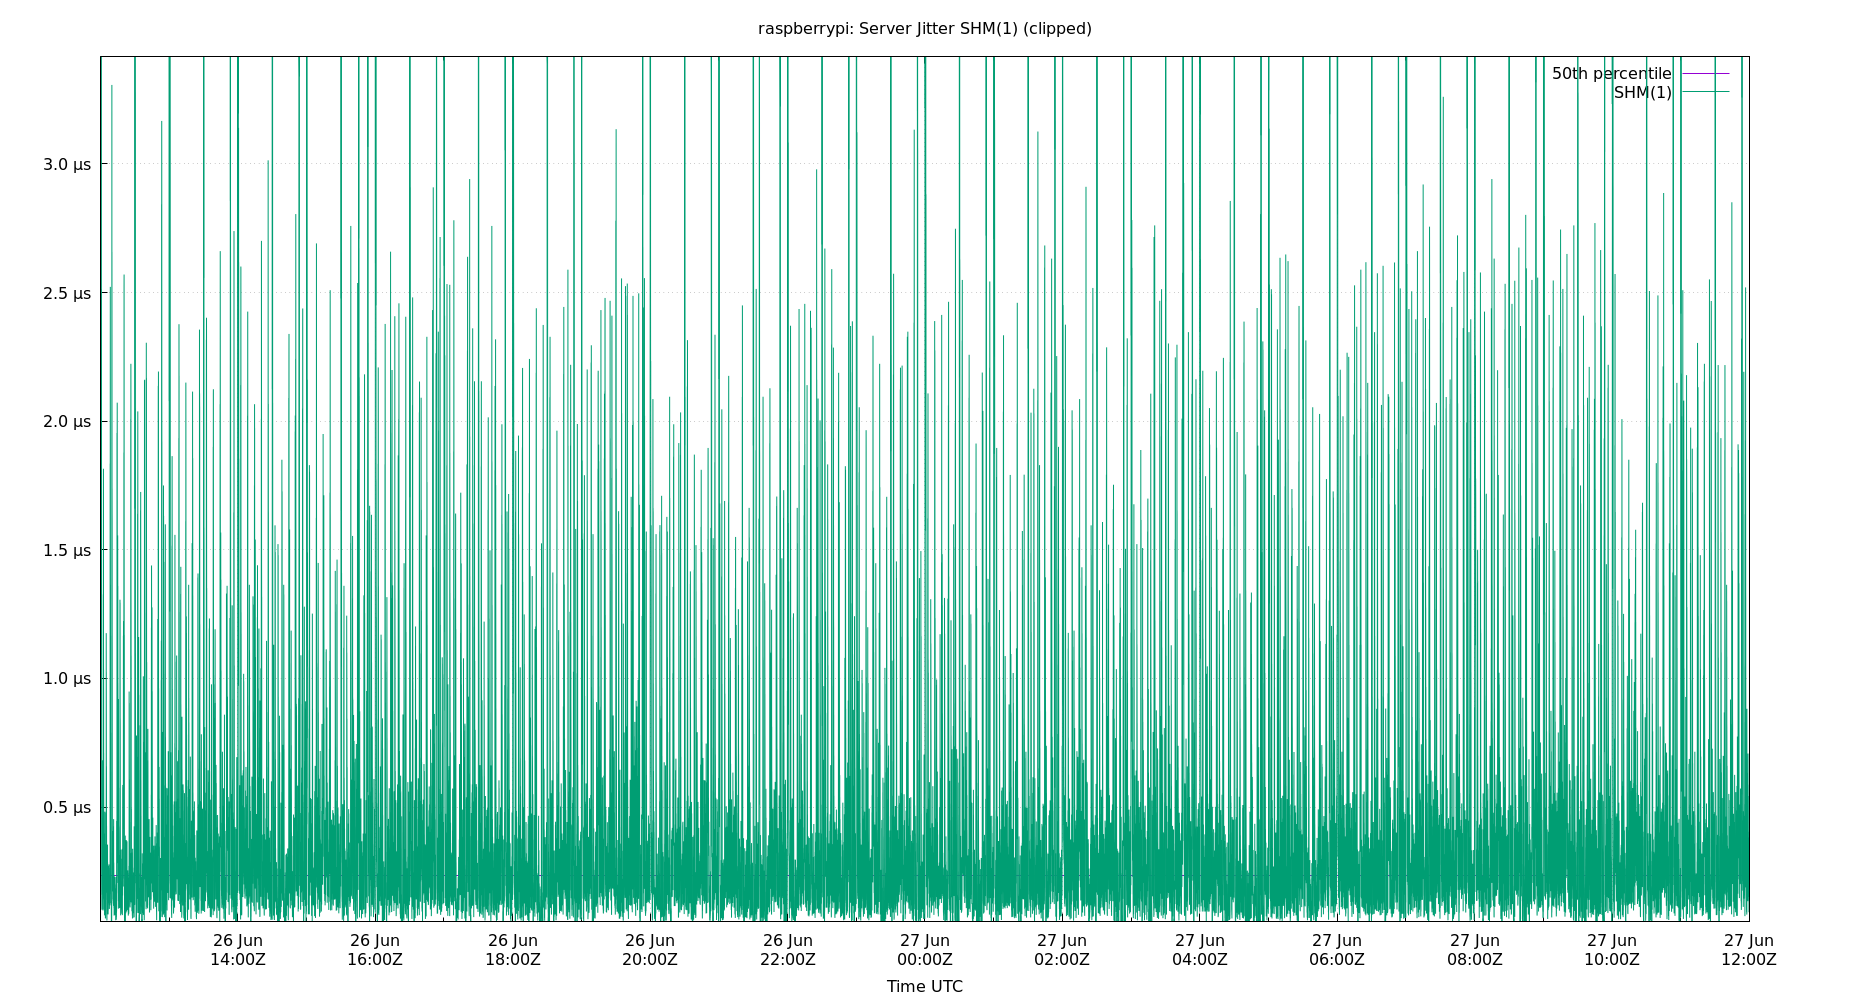 raspberrypi: Server Jitter SHM(1) (clipped)
50th percentile
SHM(1)
3.0 µs
2.5 µs
2.0 µs
1.5 µs
1.0 µs
0.5 µs
26 Jun 26 Jun 26 Jun 26 Jun 26 Jun 27 Jun 27 Jun 27 Jun 27 Jun 27 Jun 27 Jun 27 Jun
14:00Z 16:00Z 18:00Z 20:00Z 22:00Z 00:00Z 02:00Z 04:00Z 06:00Z 08:00Z 10:00Z 12:00Z
Time UTC